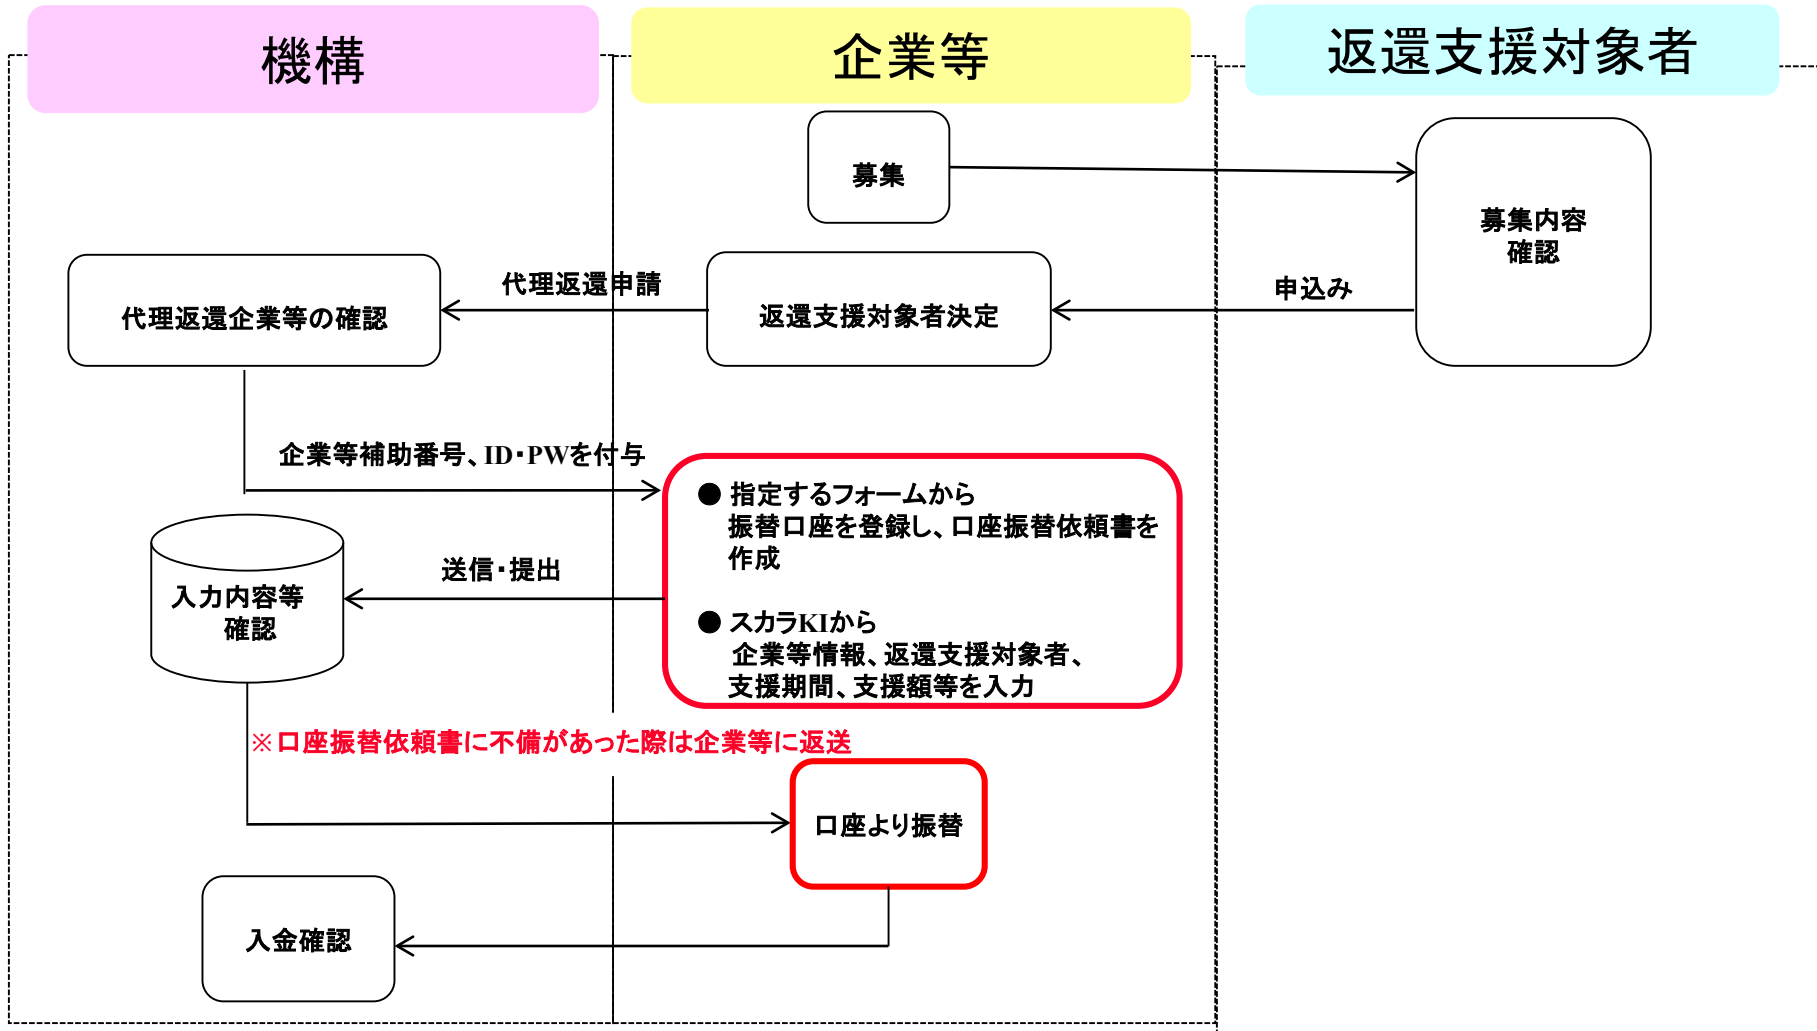 機構
企業等
返還支援対象者
募集
募集内容
確認
代理返還申請
申込み
代理返還企業等の確認
返還支援対象者決定
企業等補助番号、ID・PWを付与
● 指定するフォームから
振替口座を登録し、口座振替依頼書を
作成
送信・提出
入力内容等
確認
● スカラKIから
企業等情報、返還支援対象者、
支援期間、支援額等を入力
※口座振替依頼書に不備があった際は企業等に返送
口座より振替
入金確認